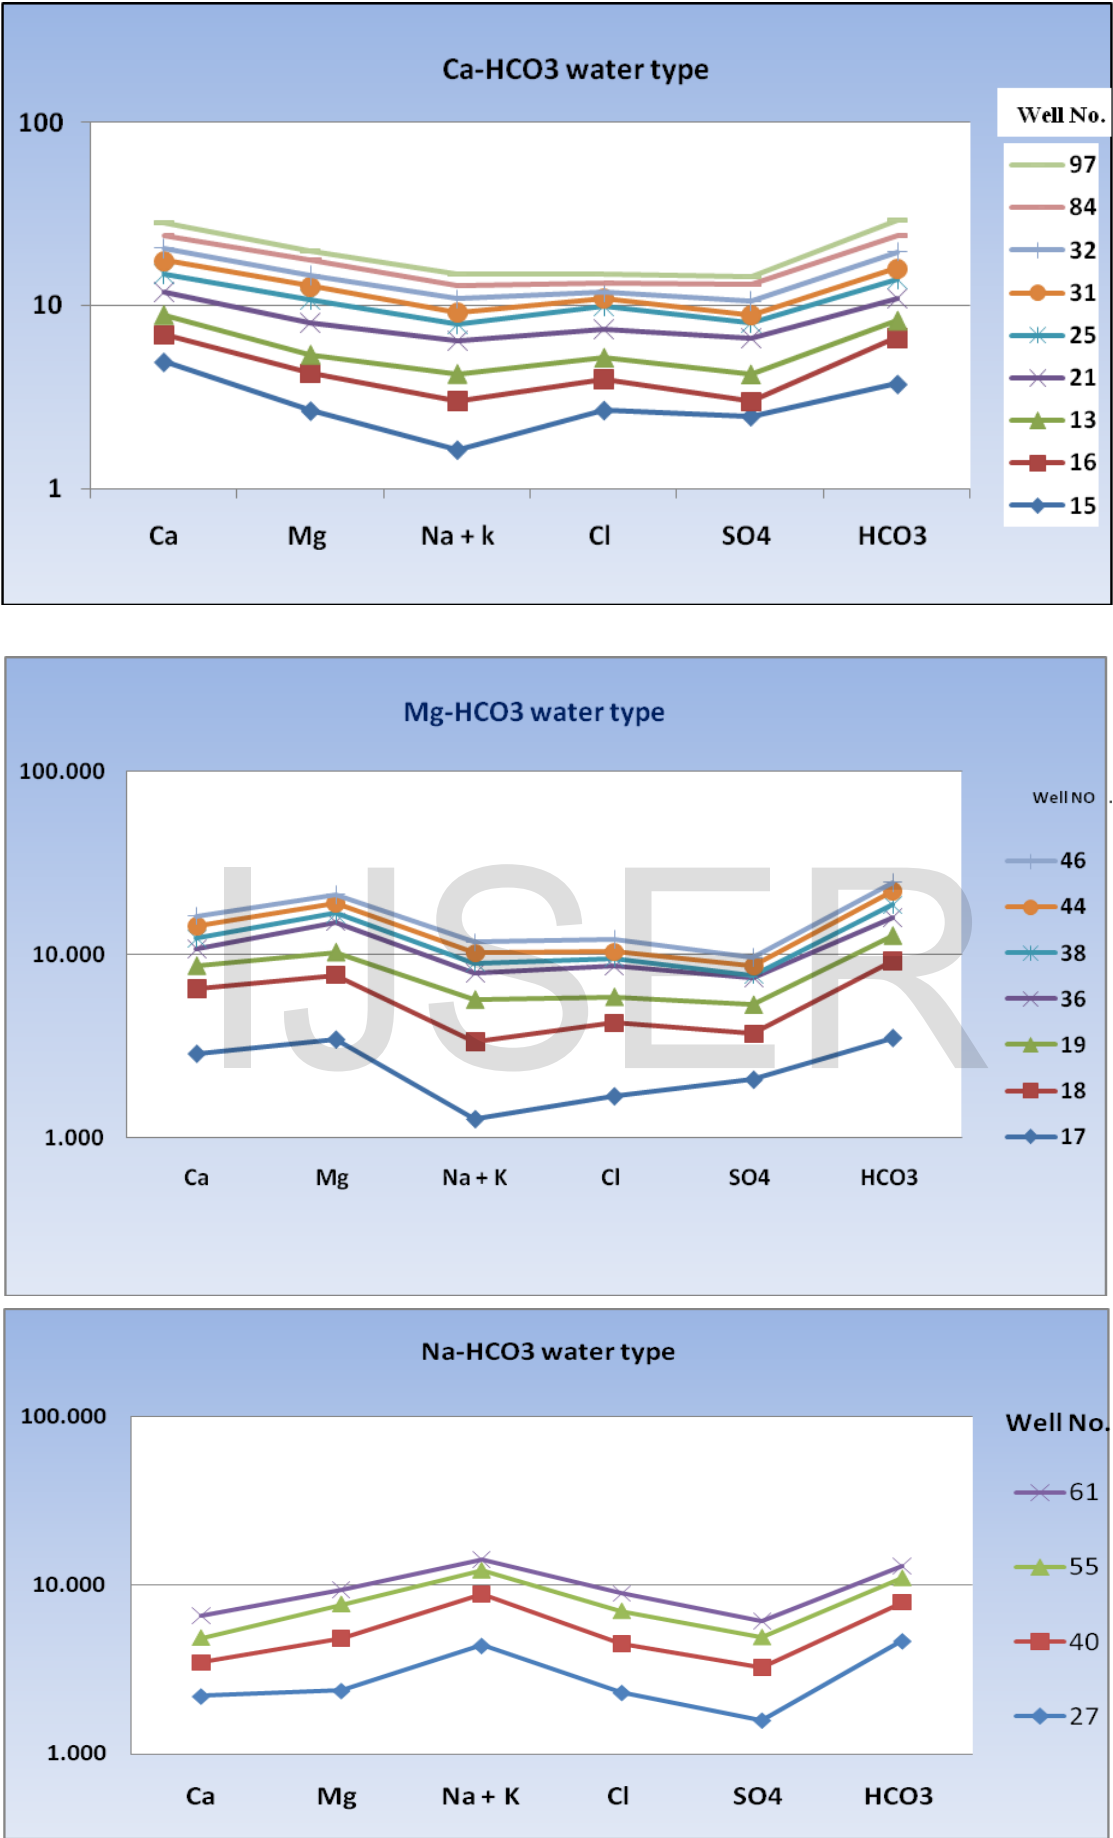 Ca-HCO3 water type
Well No.
100
10
1
97
84
32
31
25
21
13
16
15
Ca Mg Na + k Cl SO4 HCO3
Mg-HCO3 water type
Well NO .
100.000
10.000
1.000
46
44
38
36
19
18
17
Ca Mg Na + K Cl SO4 HCO3
IJSER
Na-HCO3 water type
Well No.
100.000
10.000
1.000
61
55
40
27
Ca Mg Na + K Cl SO4 HCO3